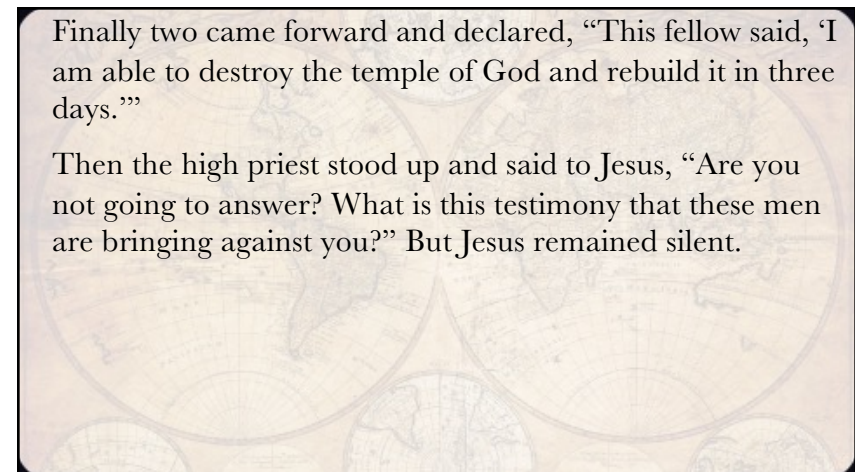 Finally two came forward and declared, “This fellow said, ‘I
am able to destroy the temple of God and rebuild it in three
days.’”
Then the high priest stood up and said to Jesus, “Are you
not going to answer? What is this testimony that these men
are bringing against you?” But Jesus remained silent.